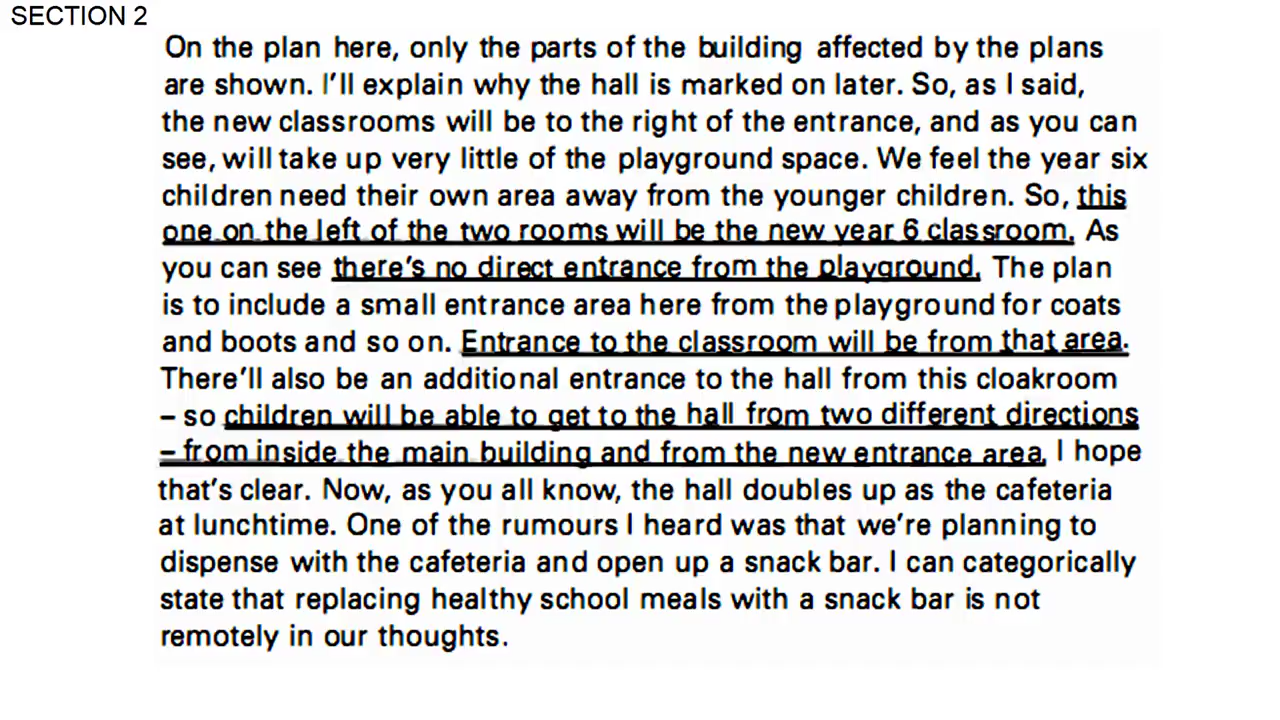 SECTION 2
On the plan here, only the parts of the building affected by the plans
are shown. I'll explain why the hall is marked on later. So, as I said,
the new classrooms will be to the right of the entrance, and as you can
see, will take up very little of the playground space. We feel the year six
children need their own area away from the younger children. So, this
one on the left of the two rooms will be the new year 6 classroom. As
you can see there's no direct entrance from the playground. The plan
is to include a small entrance area here from the playground for coats
and boots and so on. Entrance to the classroom will be from that area.
There'll also be an additional entrance to the hall from this cloakroom
– so children will be able to get to the hall from two different directions
– from inside the main building and from the new entrance area. I hope
that's clear. Now, as you all know, the hall doubles up as the cafeteria
at lunchtime. One of the rumours I heard was that we're planning to
dispense with the cafeteria and open up a snack bar. I can categorically
state that replacing healthy school meals with a snack bar is not
remotely in our thoughts.